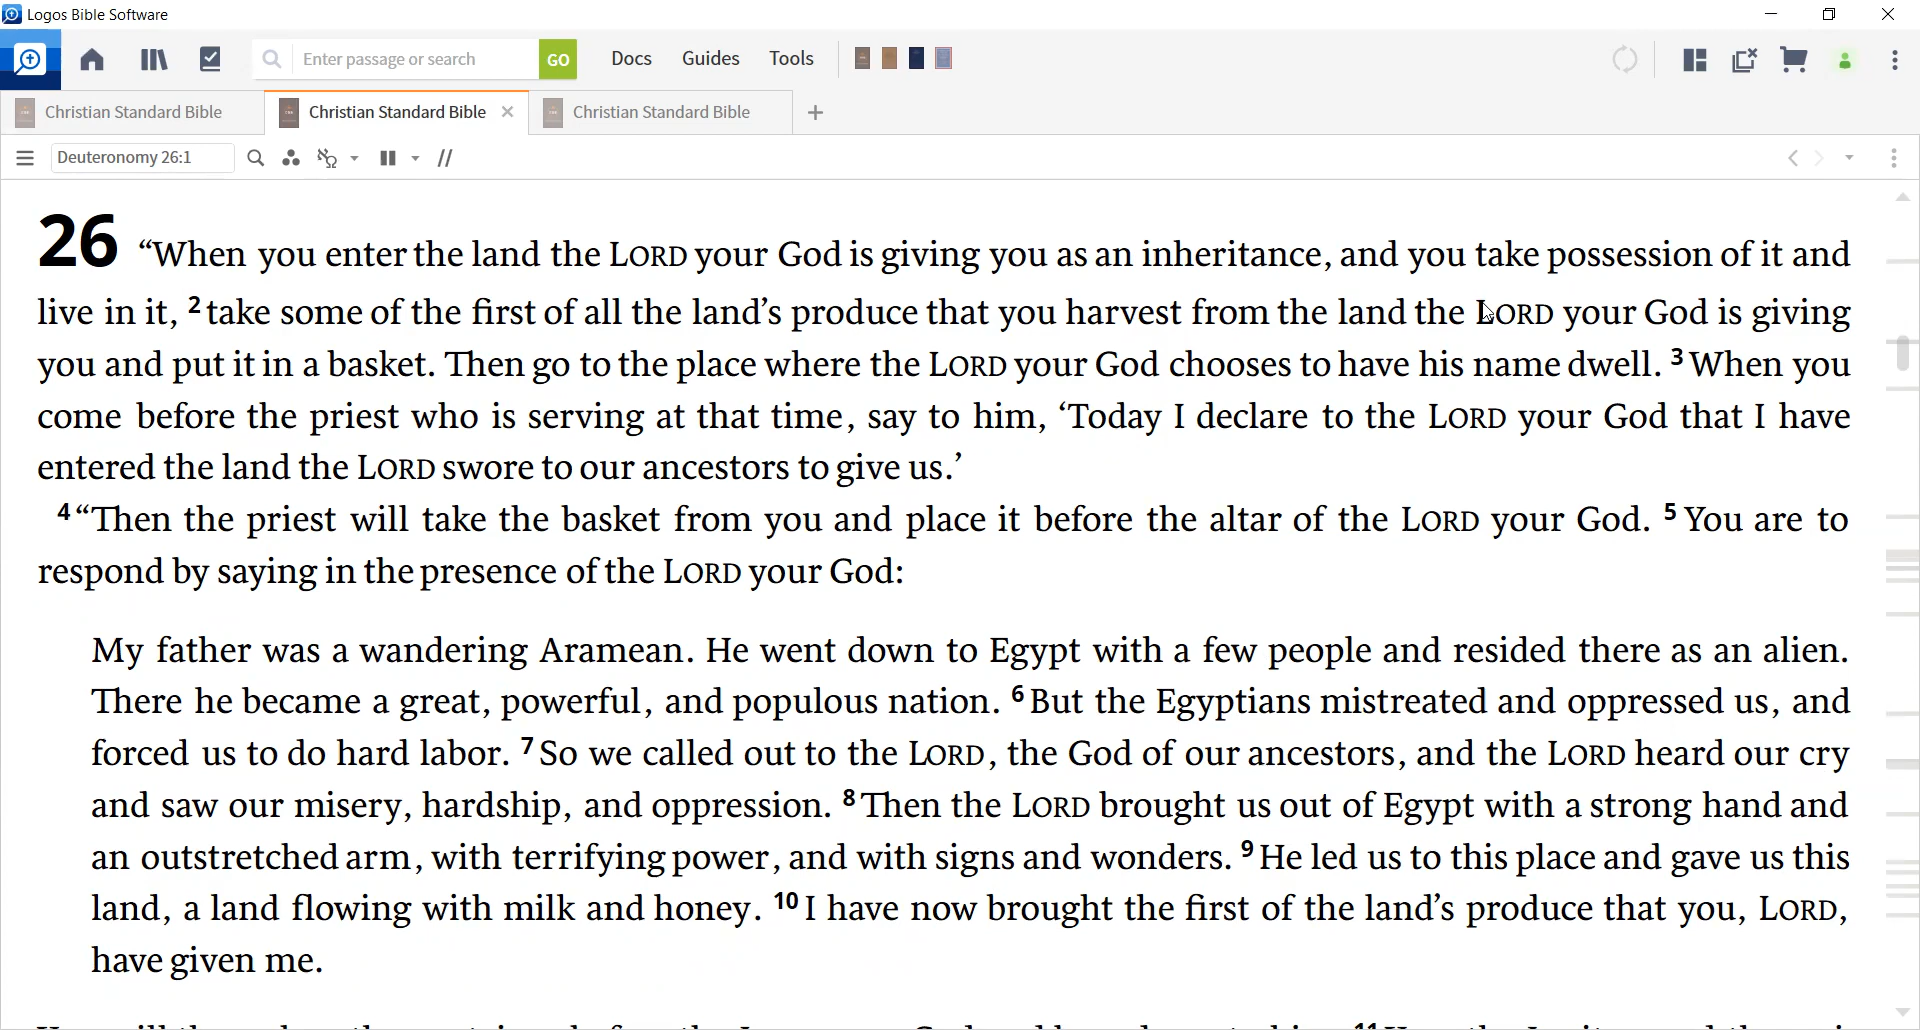 Logos Bible Software
Enter passage or search GO Docs Guides Tools
Christian Standard Bible Christian Standard Bible Christian Standard Bible
Deuteronomy 26:1
26 “When you enter the land the LORD your God is giving you as an inheritance, and you take possession of it and
live in it, 2 take some of the first of all the land’s produce that you harvest from the land the LORD your God is giving
you and put it in a basket. Then go to the place where the LORD your God chooses to have his name dwell. 3 When you
come before the priest who is serving at that time, say to him, ‘Today I declare to the LORD your God that I have
entered the land the LORD swore to our ancestors to give us.’
4 “Then the priest will take the basket from you and place it before the altar of the LORD your God. 5 You are to
respond by saying in the presence of the LORD your God:
My father was a wandering Aramean. He went down to Egypt with a few people and resided there as an alien.
There he became a great, powerful, and populous nation. 6 But the Egyptians mistreated and oppressed us, and
forced us to do hard labor. 7 So we called out to the LORD, the God of our ancestors, and the LORD heard our cry
and saw our misery, hardship, and oppression. 8 Then the LORD brought us out of Egypt with a strong hand and
an outstretched arm, with terrifying power, and with signs and wonders. 9 He led us to this place and gave us this
land, a land flowing with milk and honey. 10 I have now brought the first of the land’s produce that you, LORD,
have given me.